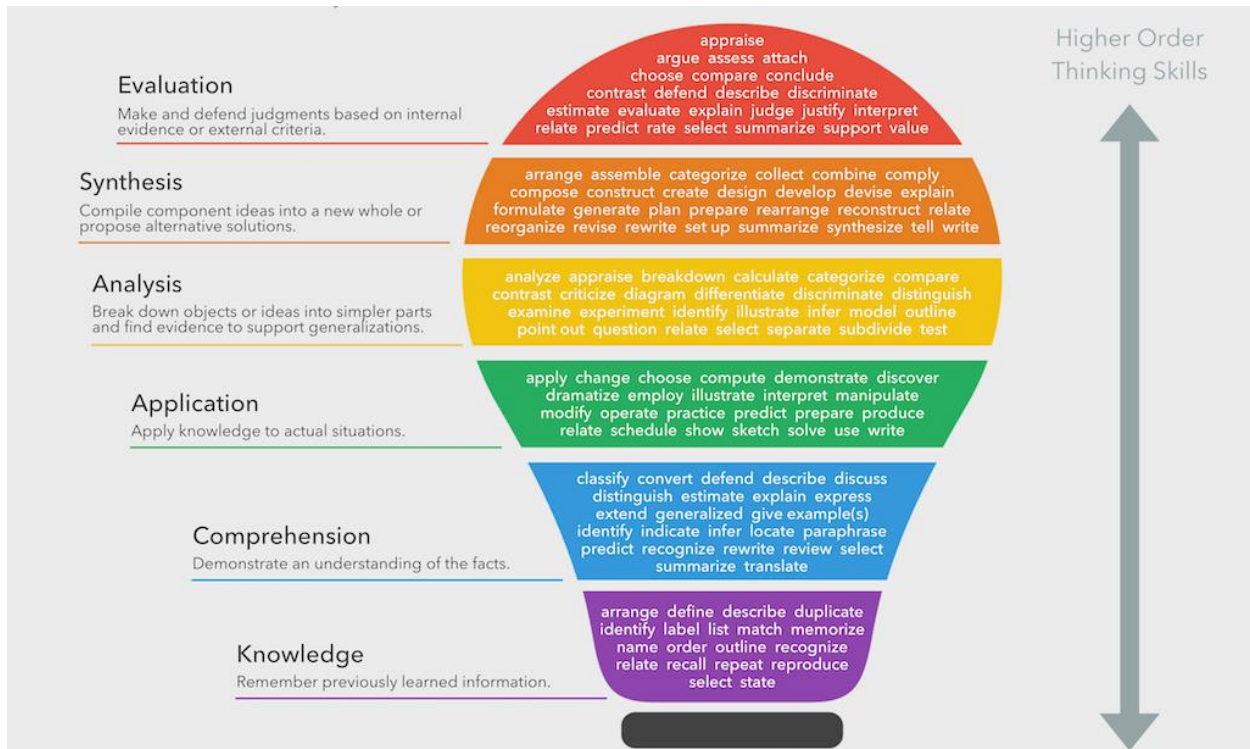 Higher Order
Thinking Skills
Evaluation
Make and defend judgments based on internal
evidence or external criteria.
appraise
argue assess attach
choose compare conclude
contrast defend describe discriminate
estimate evaluate explain judge justify interpret
relate predict rate select summarize support value
Synthesis
Compile component ideas into a new whole or
propose alternative solutions.
arrange assemble categorize collect combine comply
compose construct create design develop devise explain
formulate generate plan prepare rearrange reconstruct relate
reorganize revise rewrite set up summarize synthesize tell write
Analysis
Break down objects or ideas into simpler parts
and find evidence to support generalizations.
analyze appraise breakdown calculate categorize compare
contrast criticize diagram differentiate discriminate distinguish
examine experiment identify illustrate infer model outline
point out question relate select separate subdivide test
Application
Apply knowledge to actual situations.
apply change choose compute demonstrate discover
dramatize employ illustrate interpret manipulate
modify operate practice predict prepare produce
relate schedule show sketch solve use write
Comprehension
Demonstrate an understanding of the facts.
classify convert defend describe discuss
distinguish estimate explain express
extend generalized give example(s)
identify indicate infer locate paraphrase
predict recognize rewrite review select
summarize translate
Knowledge
Remember previously learned information.
arrange define describe duplicate
identify label list match memorize
name order outline recognize
relate recall repeat reproduce
select state